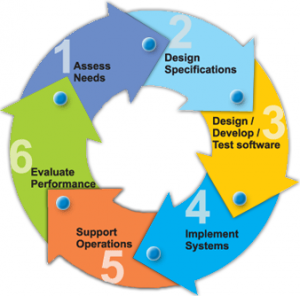 1
Assess
Needs
2
Design
Specifications
Design /
Develop /
Test software
3
4
Implement
Systems
Support
Operations
5
6
Evaluate
Performance